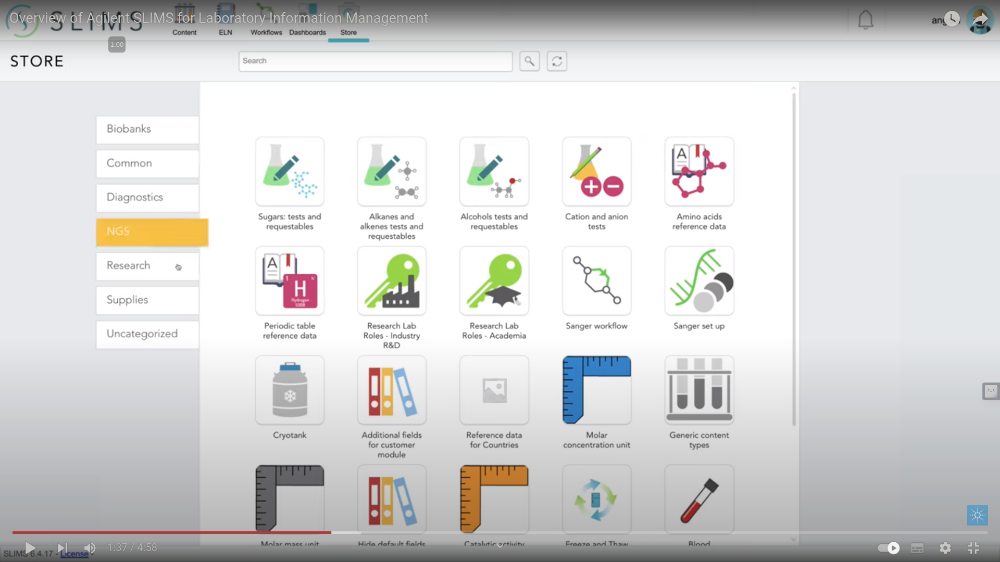 Overview of Agilent SLIMS for Laboratory Information Management
SLIMS
Content
ELN
Workflows
Dashboards
Store
1.00
STORE
Search
Biobanks
Common
Diagnostics
NGS
Research
Supplies
Uncategorized
A
Sugars: tests and
requestables
Alkanes and
alkenes tests and
requestables
Alcohols tests and
requestables
Cation and anion
tests
Amino acids
reference data
A
1
H
Hydrogen
1.008
Periodic table
reference data
Research Lab
Roles - Industry
R&D
Research Lab
Roles - Academia
Sanger workflow
Sanger set up
Cryotank
Additional fields
for customer
module
Reference data
for Countries
Molar
concentration unit
Generic content
types
Molar mass unit
Hide default fields
Catalytic activity
Freeze and Thaw
Blood
1:37 / 4:58
SLIMS 6.4.17 - License -